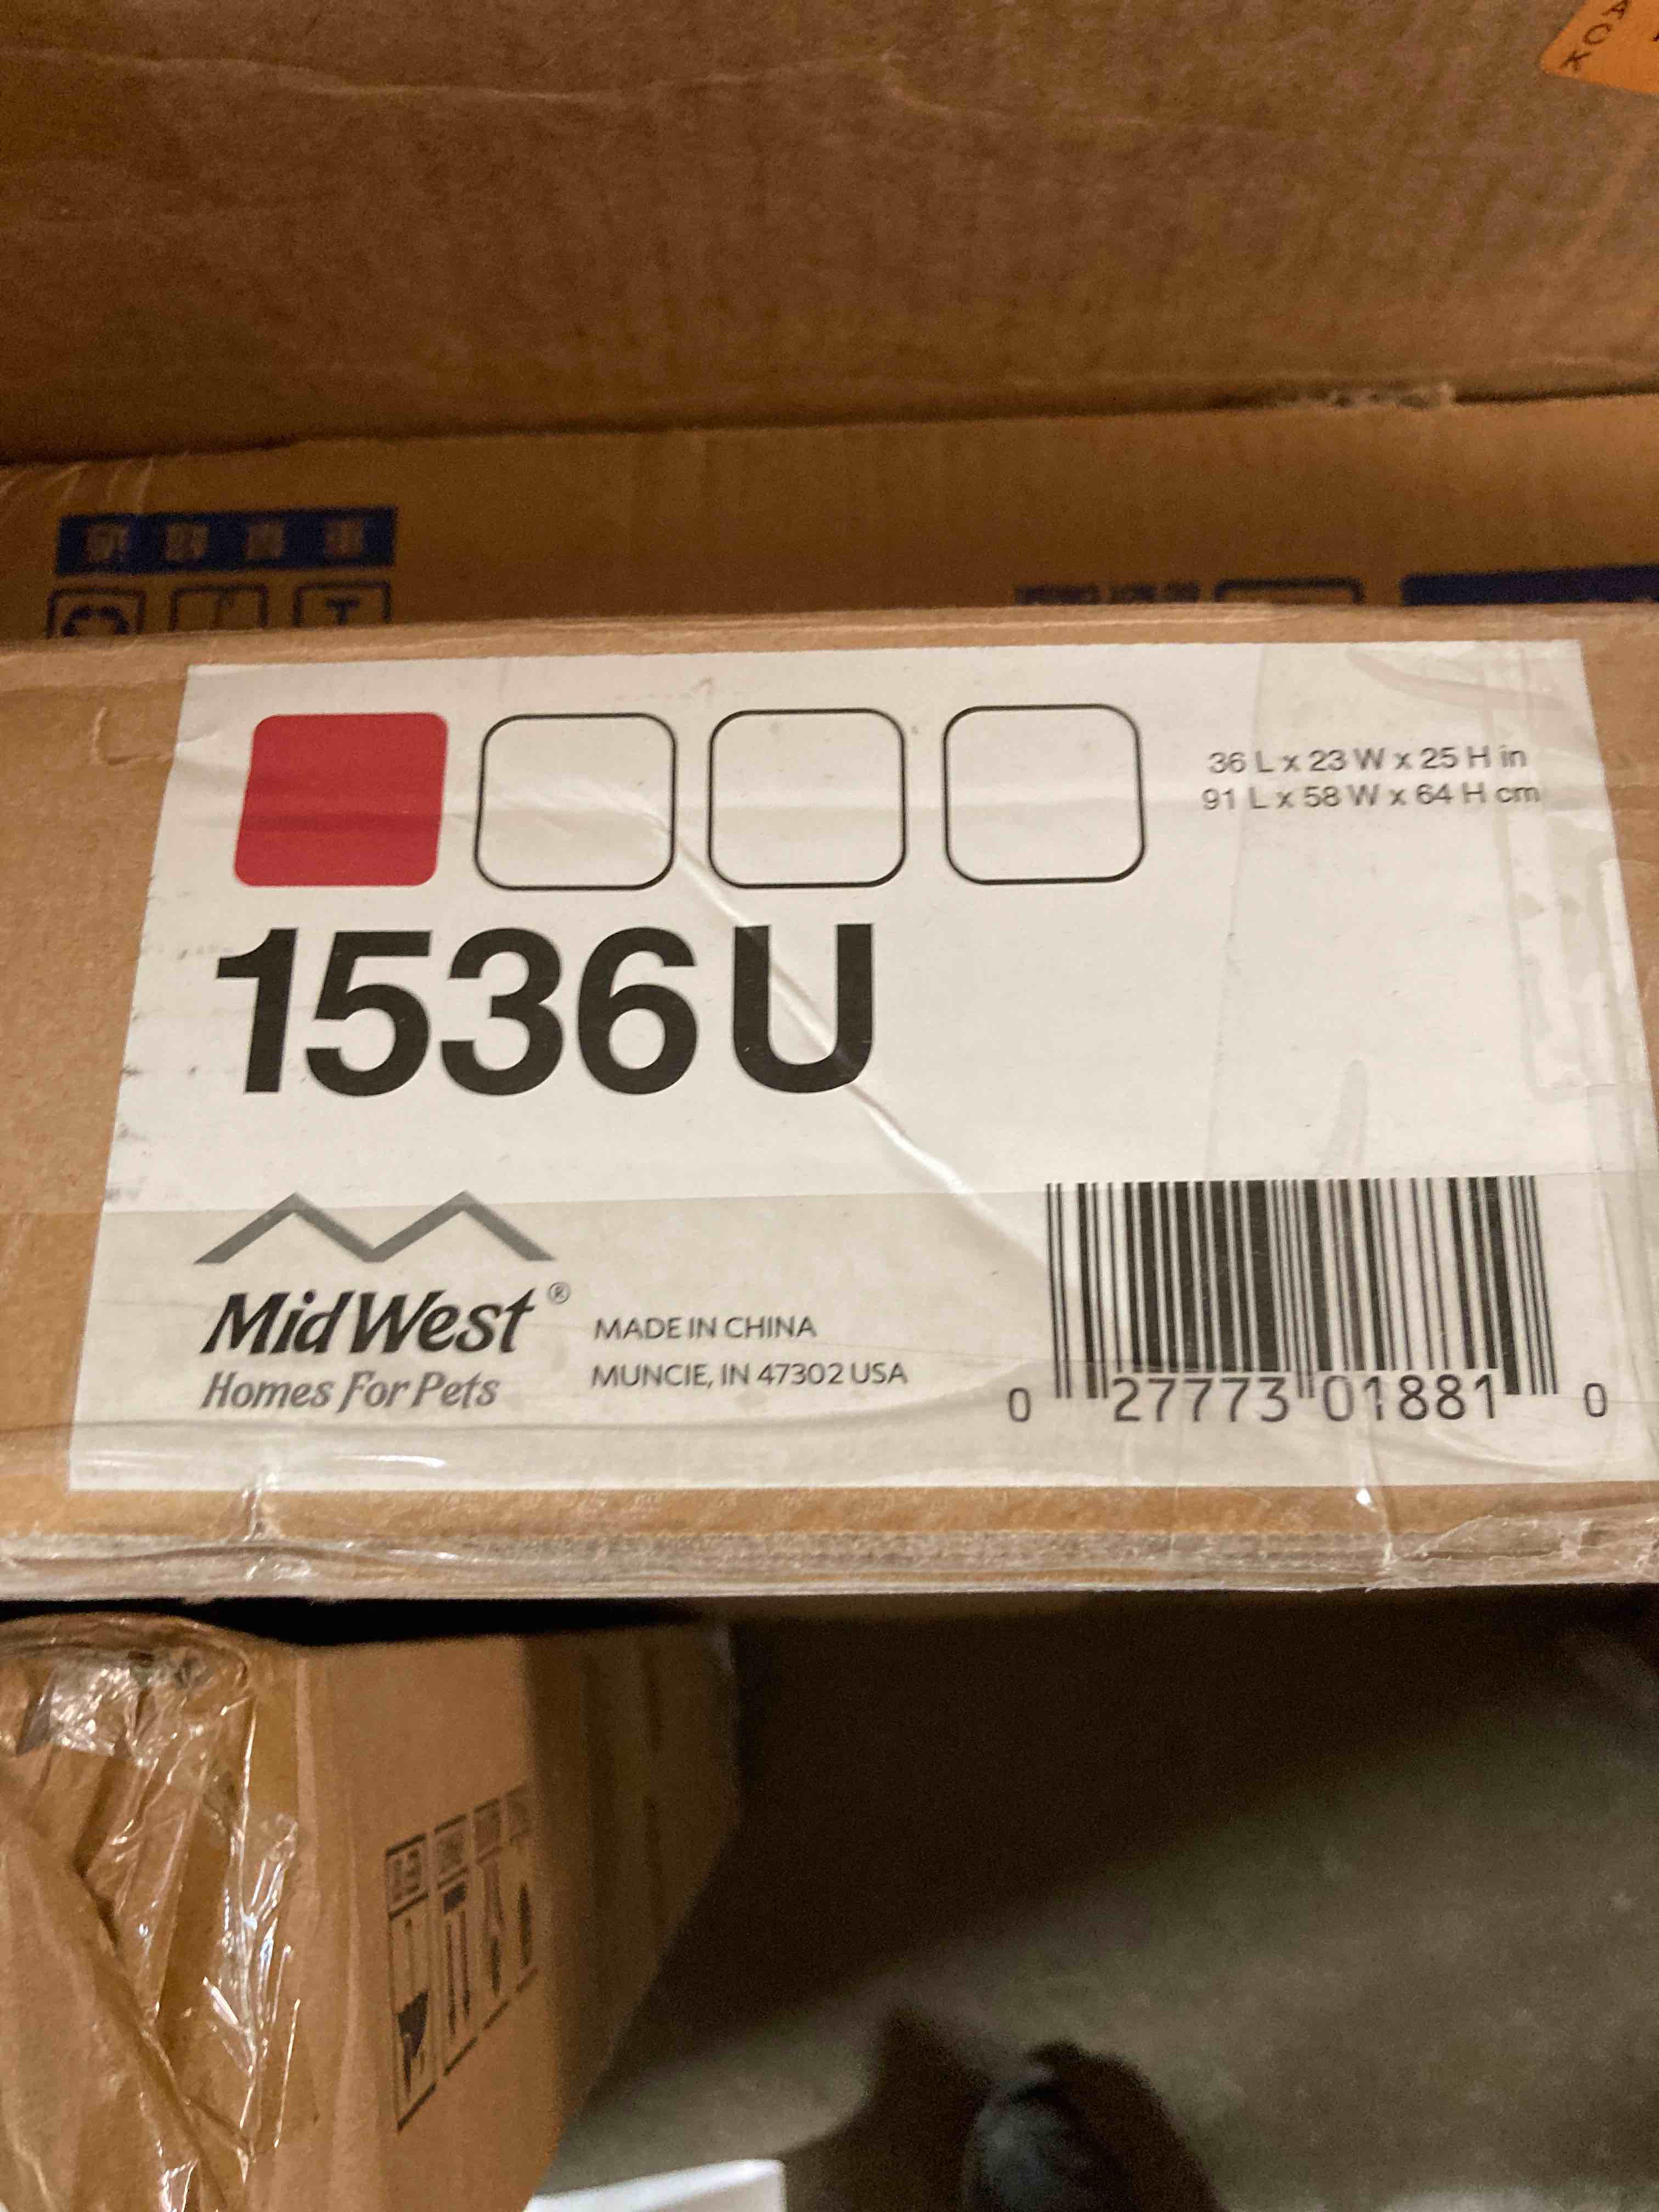 36 L x 23 W x 25 H in
91 L x 58 W x 64 H cm
1536U
MidWest®
Homes For Pets
MADE IN CHINA
MUNCIE, IN 47302 USA
0 27773 01881 0